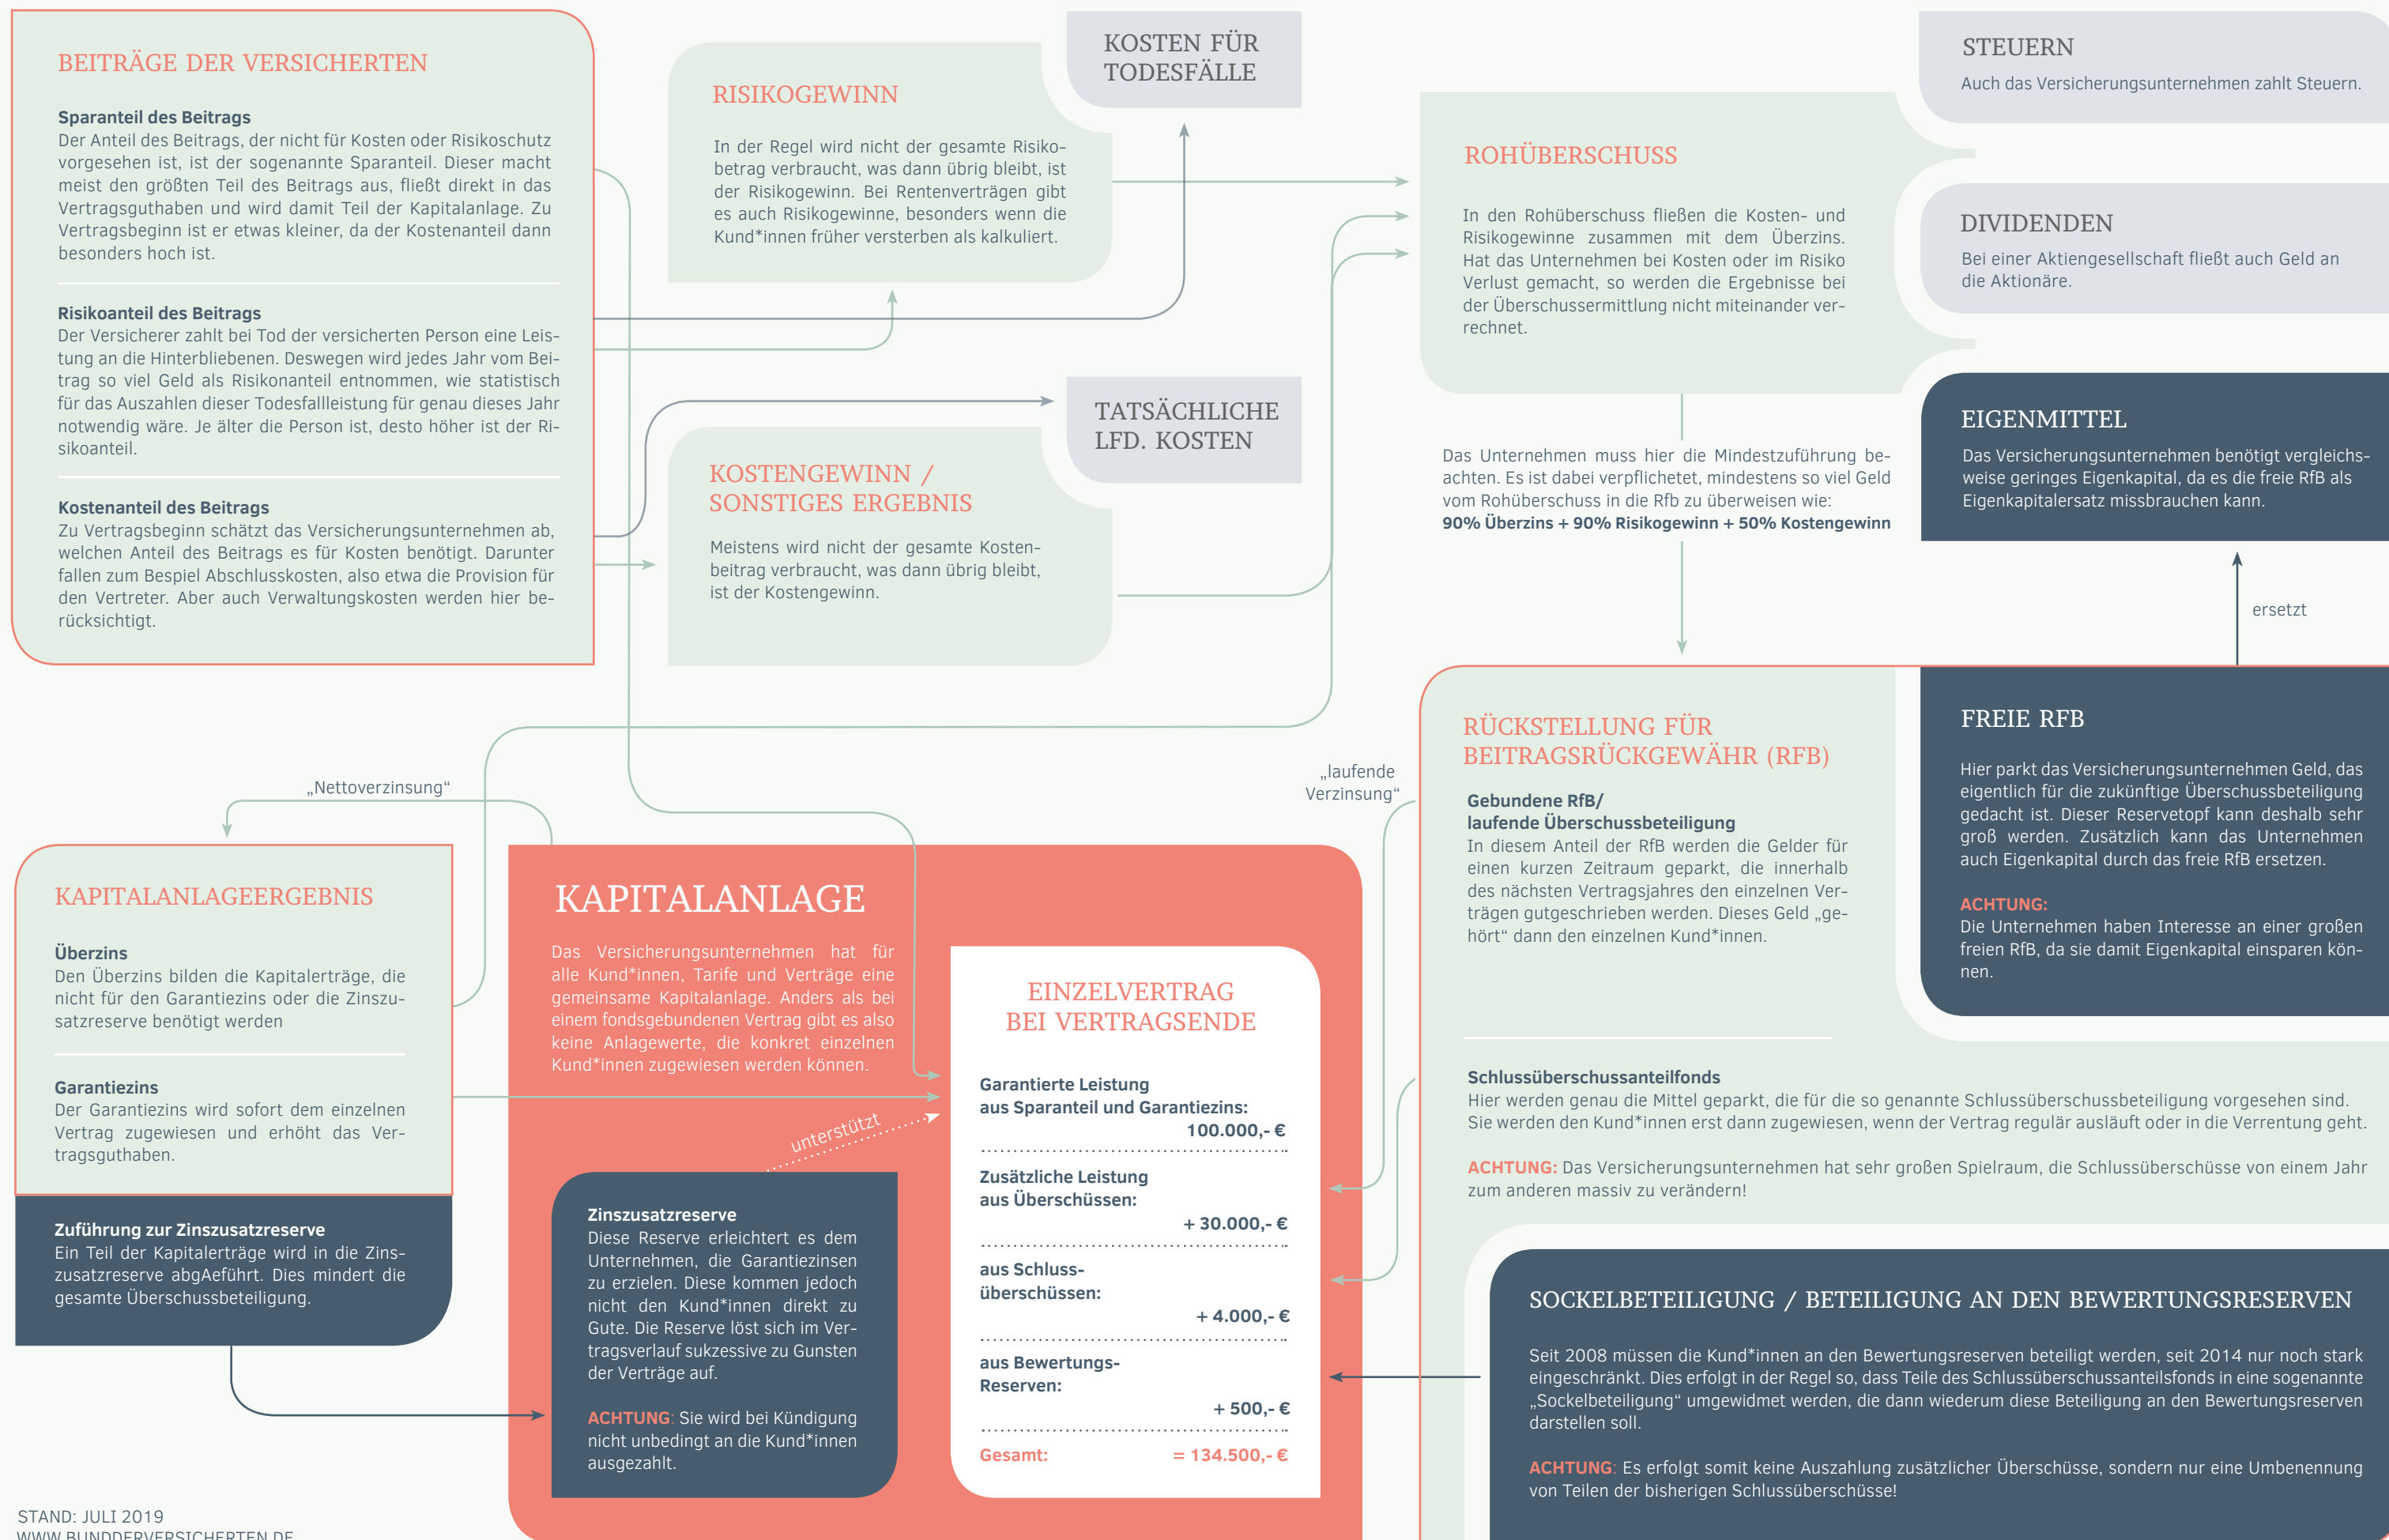 BEITRÄGE DER VERSICHERTEN
Sparanteil des Beitrags
Der Anteil des Beitrags, der nicht für Kosten oder Risikoschutz
vorgesehen ist, ist der sogenannte Sparanteil. Dieser macht
meist den größten Teil des Beitrags aus, fließt direkt in das
Vertragsguthaben und wird damit Teil der Kapitalanlage. Zu
Vertragsbeginn ist er etwas kleiner, da der Kostenanteil dann
besonders hoch ist.
Risikoanteil des Beitrags
Der Versicherer zahlt bei Tod der versicherten Person eine Leis-
tung an die Hinterbliebenen. Deswegen wird jedes Jahr vom Bei-
trag so viel Geld als Risikonanteil entnommen, wie statistisch
für das Auszahlen dieser Todesfallleistung für genau dieses Jahr
notwendig wäre. Je älter die Person ist, desto höher ist der Ri-
sikoanteil.
Kostenanteil des Beitrags
Zu Vertragsbeginn schätzt das Versicherungsunternehmen ab,
welchen Anteil des Beitrags es für Kosten benötigt. Darunter
fallen zum Bespiel Abschlusskosten, also etwa die Provision für
den Vertreter. Aber auch Verwaltungskosten werden hier be-
rücksichtigt.
RISIKOGEWINN
In der Regel wird nicht der gesamte Risiko-
betrag verbraucht, was dann übrig bleibt, ist
der Risikogewinn. Bei Rentenverträgen gibt
es auch Risikogewinne, besonders wenn die
Kund*innen früher versterben als kalkuliert.
KOSTEN FÜR
TODESFÄLLE
KOSTENGEWINN /
SONSTIGES ERGEBNIS
Meistens wird nicht der gesamte Kosten-
beitrag verbraucht, was dann übrig bleibt,
ist der Kostengewinn.
TATSÄCHLICHE
LFD. KOSTEN
ROHÜBERSCHUSS
In den Rohüberschuss fließen die Kosten- und
Risikogewinne zusammen mit dem Überzins.
Hat das Unternehmen bei Kosten oder im Risiko
Verlust gemacht, so werden die Ergebnisse bei
der Überschussermittlung nicht miteinander ver-
rechnet.
Das Unternehmen muss hier die Mindestzuführung be-
achten. Es ist dabei verpflichetet, mindestens so viel Geld
vom Rohüberschuss in die Rfb zu überweisen wie:
90% Überzins + 90% Risikogewinn + 50% Kostengewinn
STEUERN
Auch das Versicherungsunternehmen zahlt Steuern.
DIVIDENDEN
Bei einer Aktiengesellschaft fließt auch Geld an
die Aktionäre.
EIGENMITTEL
Das Versicherungsunternehmen benötigt vergleichs-
weise geringes Eigenkapital, da es die freie RfB als
Eigenkapitalersatz missbrauchen kann.
ersetzt
FREIE RFB
Hier parkt das Versicherungsunternehmen Geld, das
eigentlich für die zukünftige Überschussbeteiligung
gedacht ist. Dieser Reservetopf kann deshalb sehr
groß werden. Zusätzlich kann das Unternehmen
auch Eigenkapital durch das freie RfB ersetzen.
ACHTUNG:
Die Unternehmen haben Interesse an einer großen
freien RfB, da sie damit Eigenkapital einsparen kön-
nen.
RÜCKSTELLUNG FÜR
BEITRAGSRÜCKGEWÄHR (RFB)
Gebundene RfB/
laufende Überschussbeteiligung
In diesem Anteil der RfB werden die Gelder für
einen kurzen Zeitraum geparkt, die innerhalb
des nächsten Vertragsjahres den einzelnen Ver-
trägen gutgeschrieben werden. Dieses Geld „ge-
hört“ dann den einzelnen Kund*innen.
Schlussüberschussanteilfonds
Hier werden genau die Mittel geparkt, die für die so genannte Schlussüberschussbeteiligung vorgesehen sind.
Sie werden den Kund*innen erst dann zugewiesen, wenn der Vertrag regulär ausläuft oder in die Verrentung geht.
ACHTUNG: Das Versicherungsunternehmen hat sehr großen Spielraum, die Schlussüberschüsse von einem Jahr
zum anderen massiv zu verändern!
SOCKELBETEILIGUNG / BETEILIGUNG AN DEN BEWERTUNGSRESERVEN
Seit 2008 müssen die Kund*innen an den Bewertungsreserven beteiligt werden, seit 2014 nur noch stark
eingeschränkt. Dies erfolgt in der Regel so, dass Teile des Schlussüberschussanteilsfonds in eine sogenannte
„Sockelbeteiligung“ umgewidmet werden, die dann wiederum diese Beteiligung an den Bewertungsreserven
darstellen soll.
ACHTUNG: Es erfolgt somit keine Auszahlung zusätzlicher Überschüsse, sondern nur eine Umbenennung
von Teilen der bisherigen Schlussüberschüsse!
„laufende
Verzinsung“
„Nettoverzinsung“
KAPITALANLAGEERGEBNIS
Überzins
Den Überzins bilden die Kapitalerträge, die
nicht für den Garantiezins oder die Zinszu-
satzreserve benötigt werden
Garantiezins
Der Garantiezins wird sofort dem einzelnen
Vertrag zugewiesen und erhöht das Ver-
tragsguthaben.
Zuführung zur Zinszusatzreserve
Ein Teil der Kapitalerträge wird in die Zins-
zusatzreserve abgAeführt. Dies mindert die
gesamte Überschussbeteiligung.
KAPITALANLAGE
Das Versicherungsunternehmen hat für
alle Kund*innen, Tarife und Verträge eine
gemeinsame Kapitalanlage. Anders als bei
einem fondsgebundenen Vertrag gibt es also
keine Anlagewerte, die konkret einzelnen
Kund*innen zugewiesen werden können.
unterstützt
Zinszusatzreserve
Diese Reserve erleichtert es dem
Unternehmen, die Garantiezinsen
zu erzielen. Diese kommen jedoch
nicht den Kund*innen direkt zu
Gute. Die Reserve löst sich im Ver-
tragsverlauf sukzessive zu Gunsten
der Verträge auf.
ACHTUNG: Sie wird bei Kündigung
nicht unbedingt an die Kund*innen
ausgezahlt.
EINZELVERTRAG
BEI VERTRAGSENDE
Garantierte Leistung
aus Sparanteil und Garantiezins:
100.000,- €
Zusätzliche Leistung
aus Überschüssen:
+ 30.000,- €
aus Schluss-
überschüssen:
+ 4.000,- €
aus Bewertungs-
Reserven:
+ 500,- €
Gesamt: = 134.500,- €
STAND: JULI 2019
WWW.BUNDDERVERSICHERTEN.DE